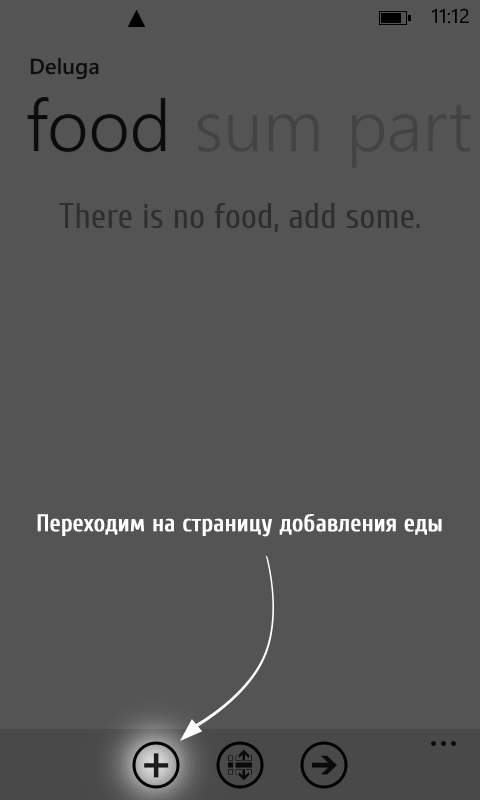 11:12
Deluga
food sum part
There is no food, add some.
Переходим на страницу добавления еды